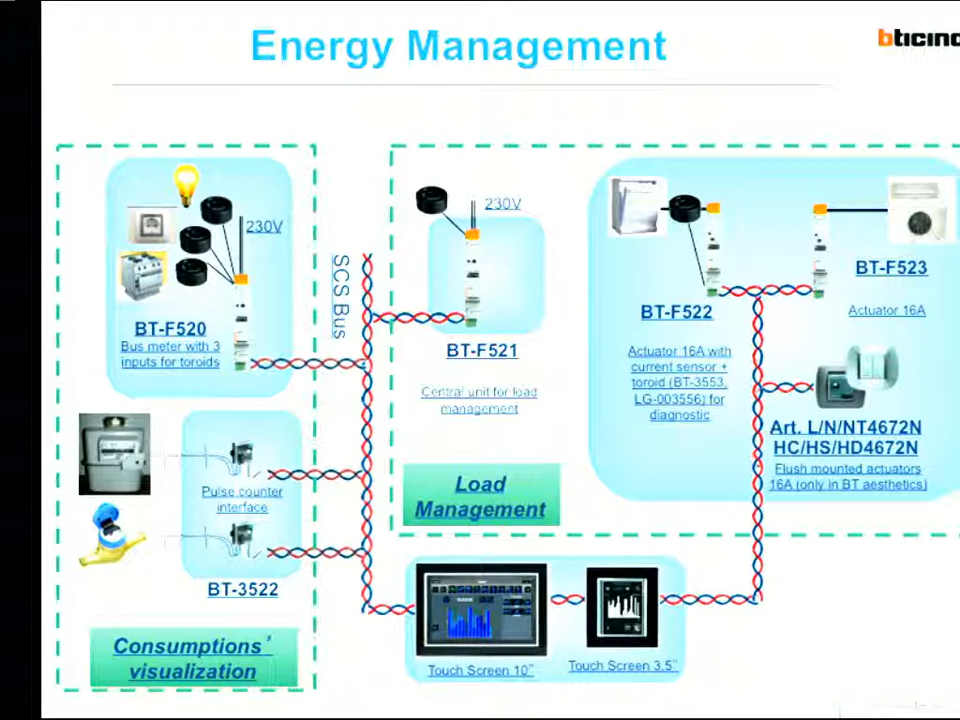 Energy Management
bticino
230V
BT-F520
Bus meter with 3
inputs for toroids
SCS Bus
Pulse counter
interface
BT-3522
Consumptions'
visualization
230V
BT-F521
Central unit for load
management
Load
Management
BT-F522
Actuator 16A with
current sensor +
toroid (BT-3553,
LG-003556) for
diagnostic
BT-F523
Actuator 16A
Art. L/N/NT4672N
HC/HS/HD4672N
Flush mounted actuators
16A (only in BT aesthetics)
Touch Screen 10"
Touch Screen 3,5"